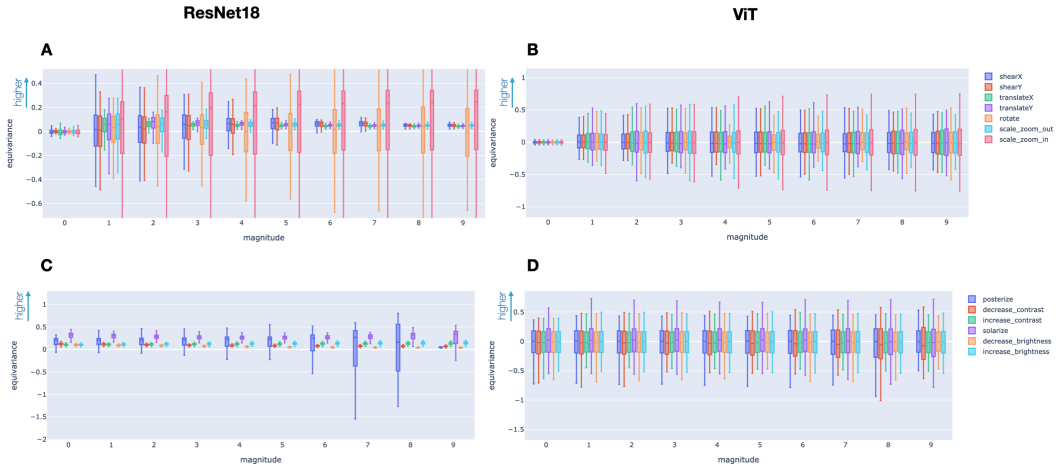 ResNet18
ViT
A
higher
0.4
0.2
0
−0.2
−0.4
−0.6
equivariance
0 1 2 3 4 5 6 7 8 9
magnitude
B
higher
1
0.5
0
−0.5
−1
equivariance
0 1 2 3 4 5 6 7 8 9
magnitude
shearX
shearY
translateX
translateY
rotate
scale_zoom_out
scale_zoom_in
C
higher
1
0.5
0
−0.5
−1
−1.5
−2
equivariance
0 1 2 3 4 5 6 7 8 9
magnitude
D
higher
0.5
0
−0.5
−1
−1.5
equivariance
0 1 2 3 4 5 6 7 8 9
magnitude
posterize
decrease_contrast
increase_contrast
solarize
decrease_brightness
increase_brightness